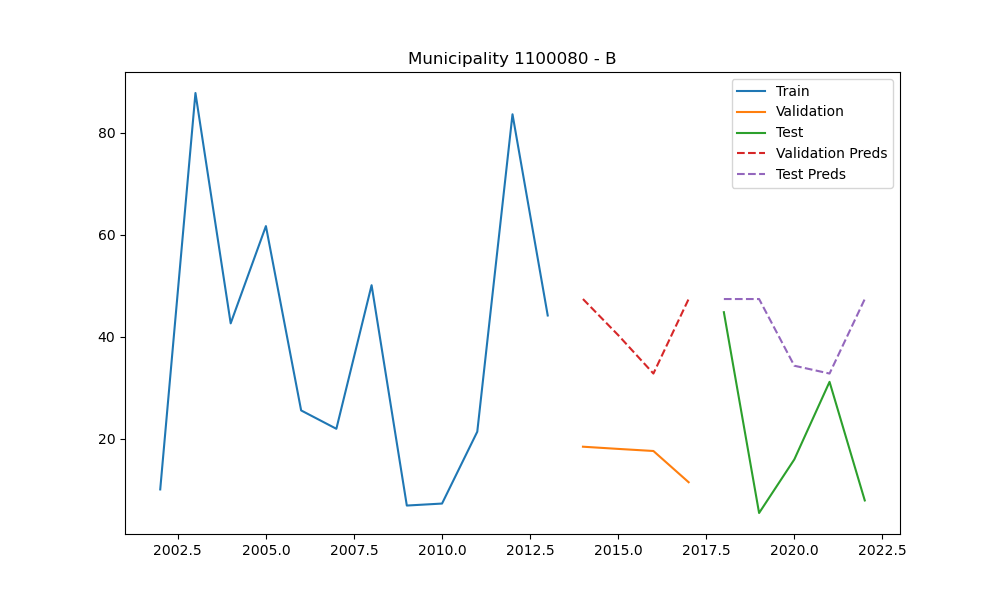 Municipality 1100080 - B
Train
Validation
Test
Validation Preds
Test Preds
80
60
40
20
2002.5 2005.0 2007.5 2010.0 2012.5 2015.0 2017.5 2020.0 2022.5